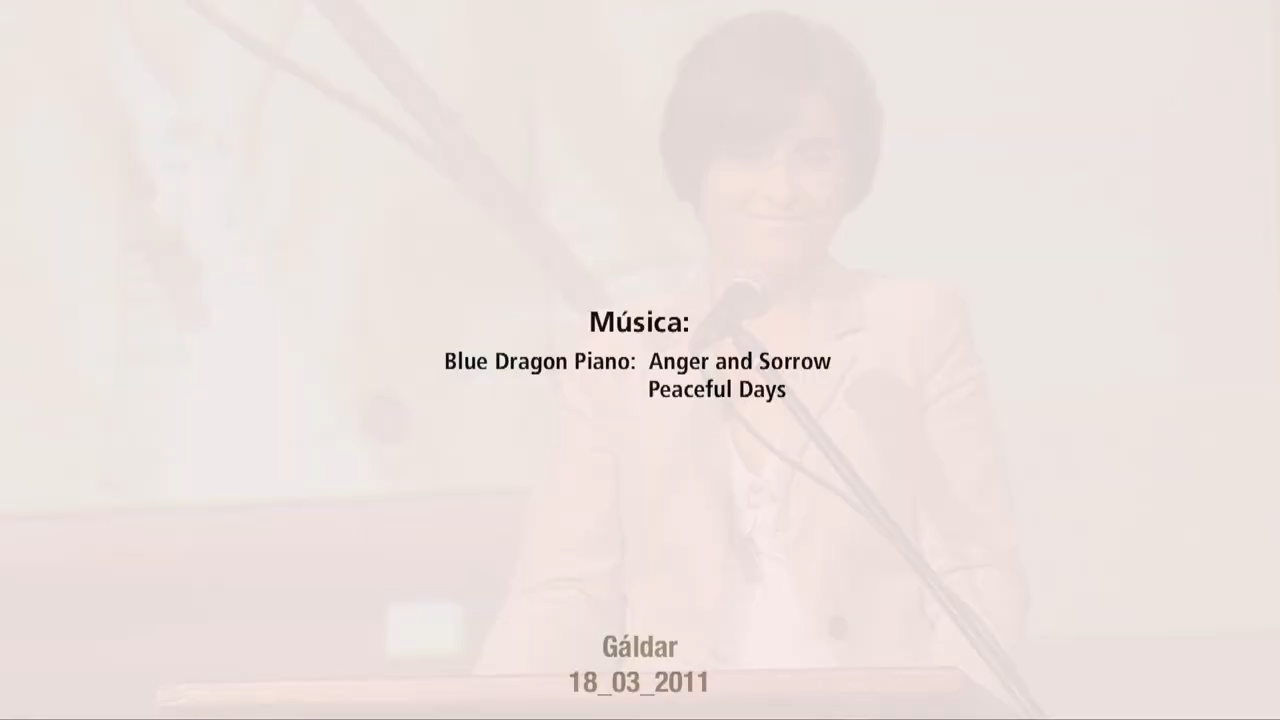 Música:
Blue Dragon Piano: Anger and Sorrow
Peaceful Days
Gáldar
18_03_2011